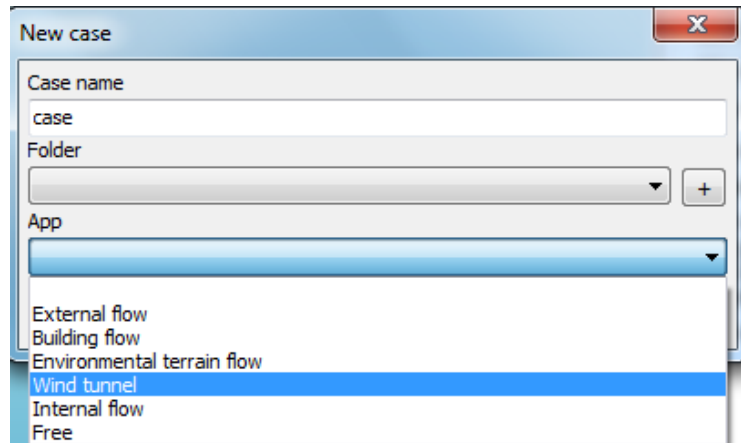 New case
Case name
case
Folder
+
App
External flow
Building flow
Environmental terrain flow
Wind tunnel
Internal flow
Free